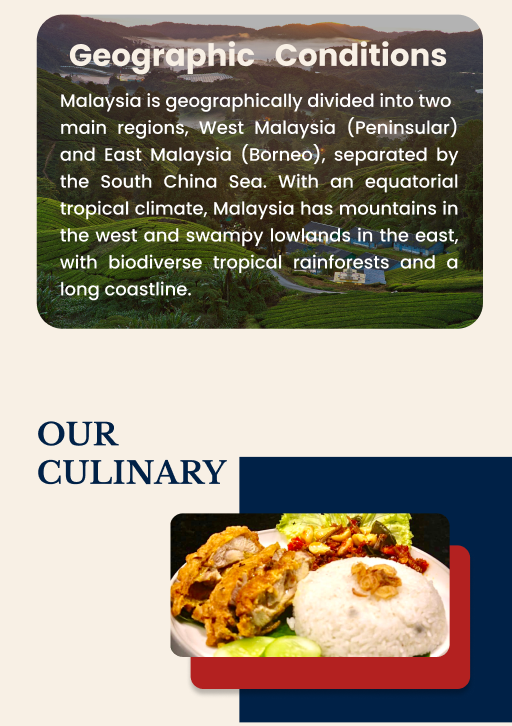 Geographic Conditions
Malaysia is geographically divided into two
main regions, West Malaysia (Peninsular)
and East Malaysia (Borneo), separated by
the South China Sea. With an equatorial
tropical climate, Malaysia has mountains in
the west and swampy lowlands in the east,
with biodiverse tropical rainforests and a
long coastline.
OUR
CULINARY